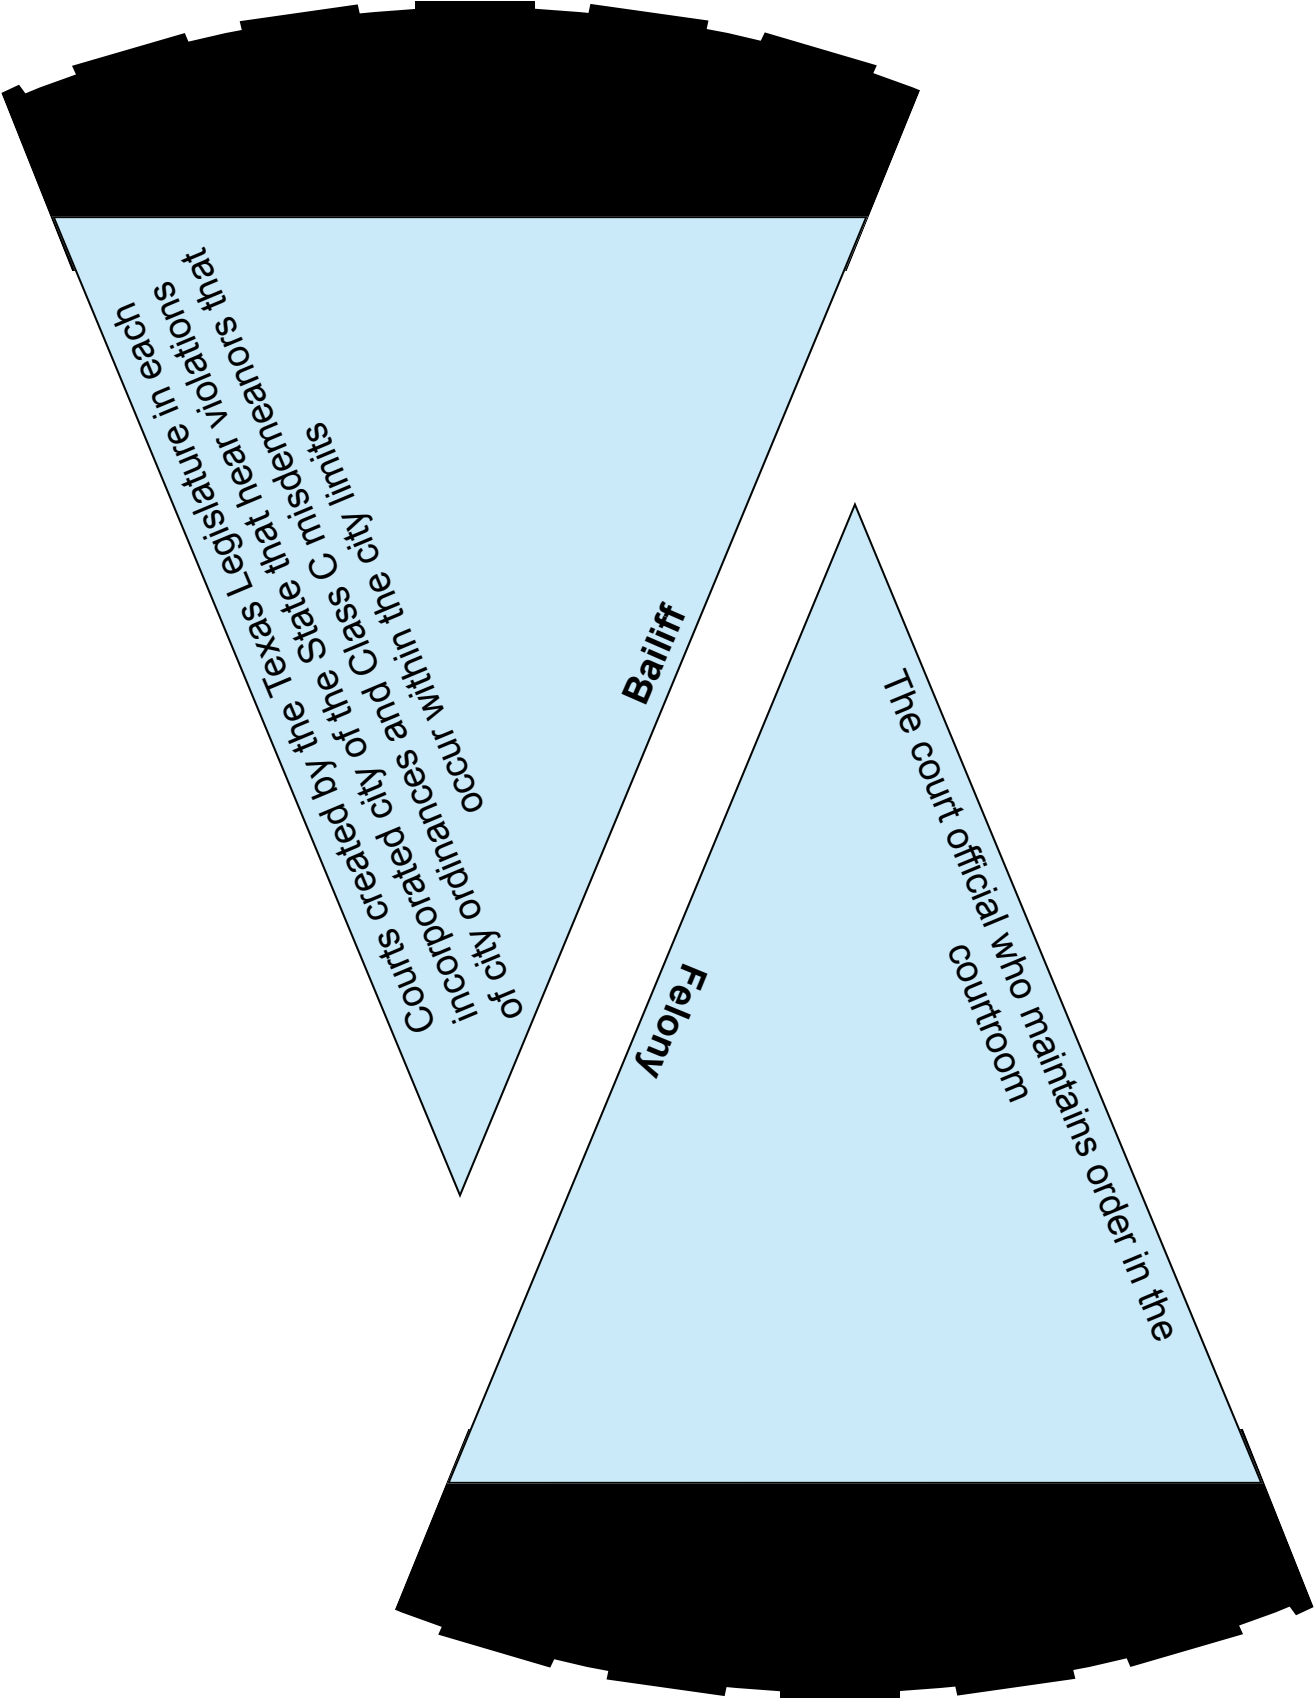 Courts created by the Texas Legislature in each
incorporated city of the State that hear violations
of city ordinances and Class C misdemeanors that
occur within the city limits
Bailiff
The court official who maintains order in the
courtroom
Felony